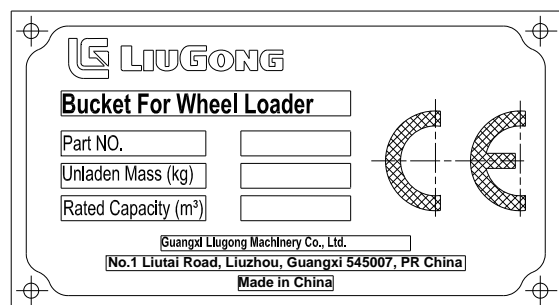 LIUGONG
Bucket For Wheel Loader
Part NO.
Unladen Mass (kg)
Rated Capacity (m³)
CE
Guangxi Liugong Machinery Co., Ltd.
No.1 Liutai Road, Liuzhou, Guangxi 545007, PR China
Made in China